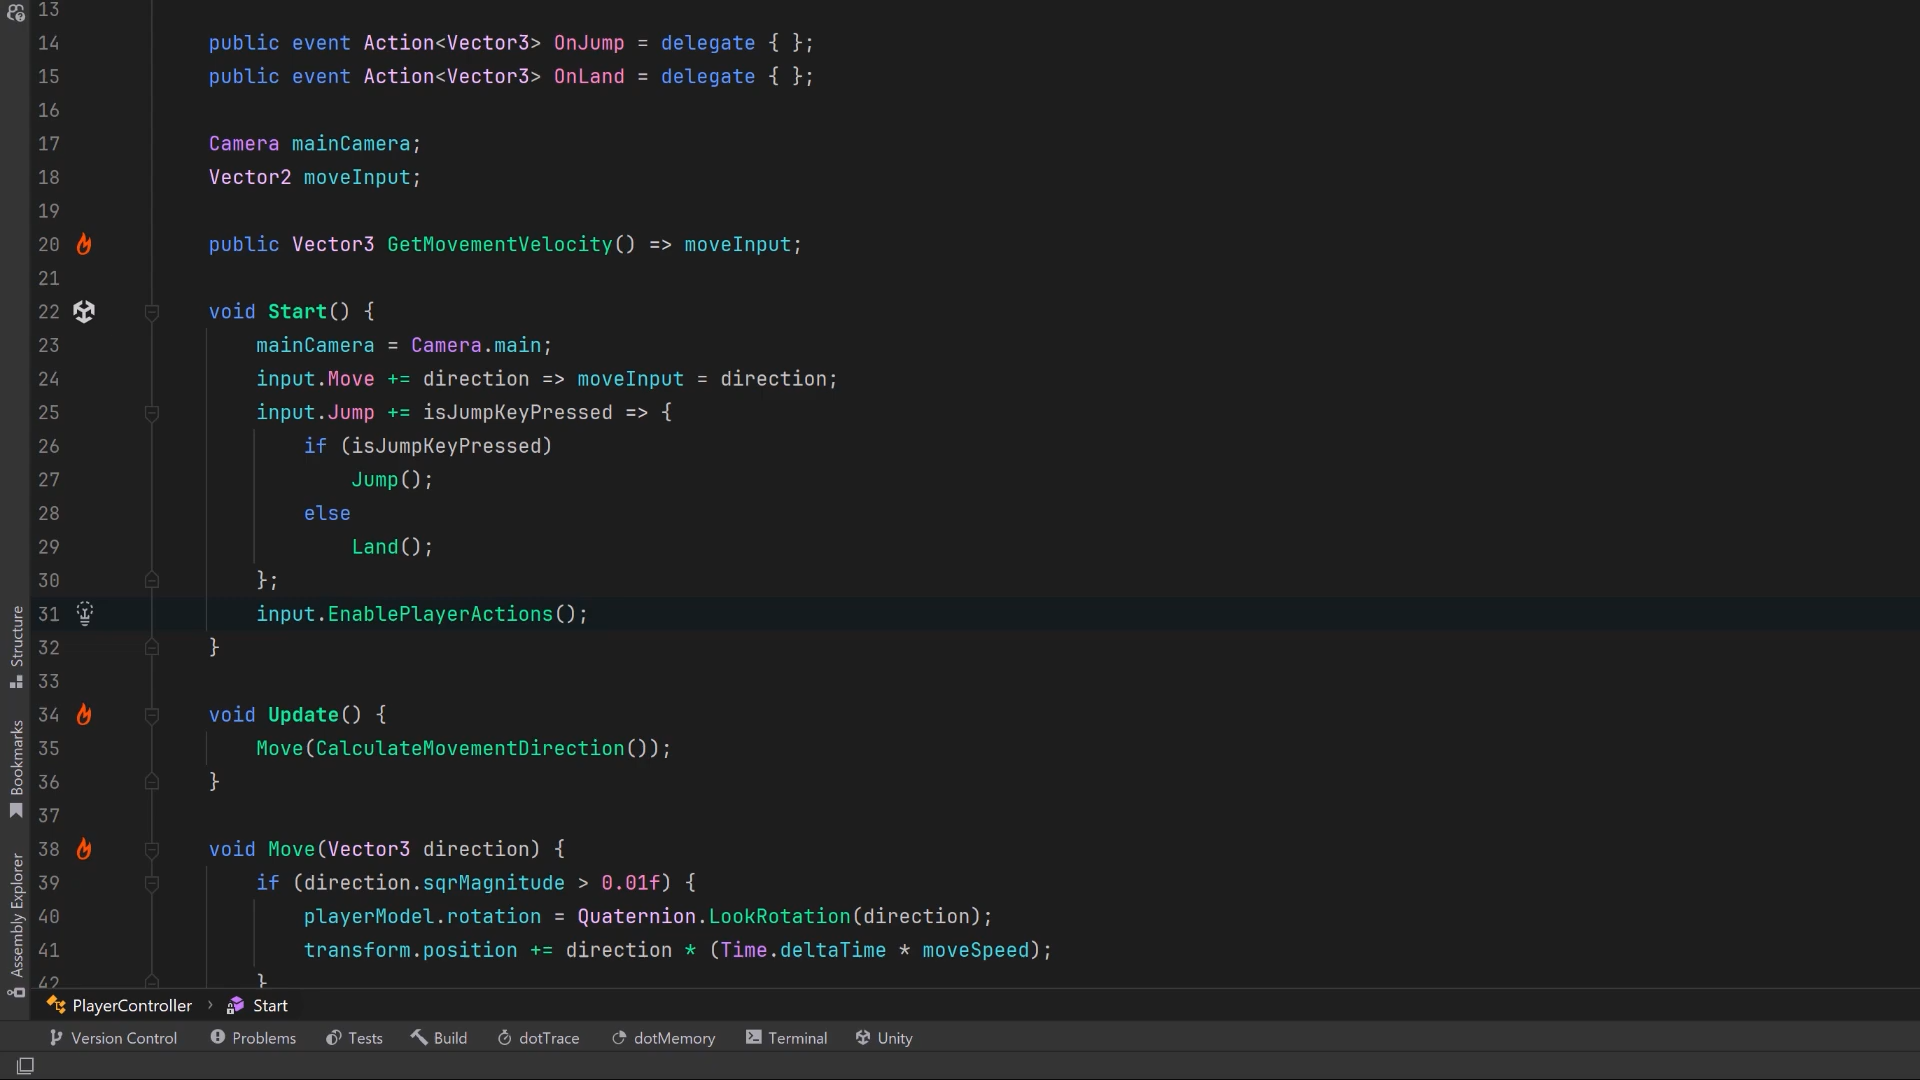 13
14 public event Action<Vector3> OnJump = delegate { };
15 public event Action<Vector3> OnLand = delegate { };
16
17 Camera mainCamera;
18 Vector2 moveInput;
19
20 public Vector3 GetMovementVelocity() => moveInput;
21
22 void Start() {
23 mainCamera = Camera.main;
24 input.Move += direction => moveInput = direction;
25 input.Jump += isJumpKeyPressed => {
26 if (isJumpKeyPressed)
27 Jump();
28 else
29 Land();
30 };
31 input.EnablePlayerActions();
32 }
33
34 void Update() {
35 Move(CalculateMovementDirection());
36 }
37
38 void Move(Vector3 direction) {
39 if (direction.sqrMagnitude > 0.01f) {
40 playerModel.rotation = Quaternion.LookRotation(direction);
41 transform.position += direction * (Time.deltaTime * moveSpeed);
42 }
Structure
Bookmarks
Assembly Explorer
PlayerController › Start
Version Control Problems Tests Build dotTrace dotMemory Terminal Unity